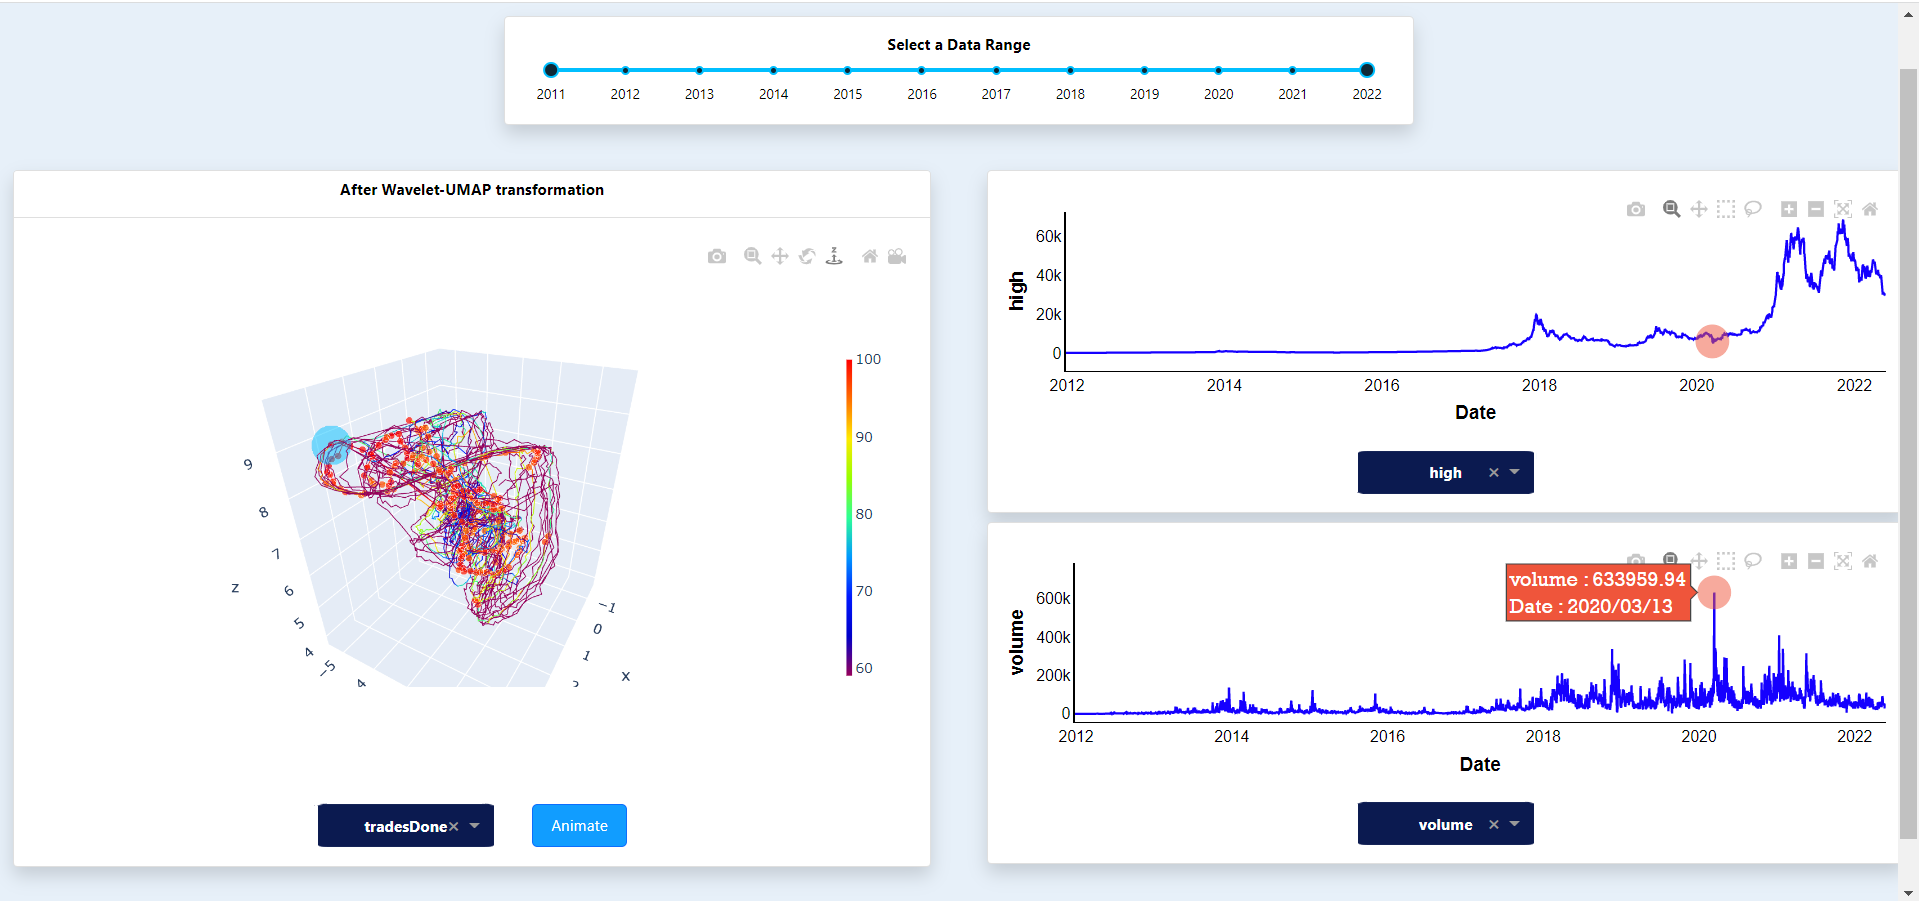 Select a Data Range
2011 2012 2013 2014 2015 2016 2017 2018 2019 2020 2021 2022
After Wavelet-UMAP transformation
z
100
90
80
70
60
9
8
7
6
5
4
z
−5
4
−1
0
1
x
tradesDone× Animate
60k
40k
20k
0
high
2012 2014 2016 2018 2020 2022
Date
high ×
volume : 633959.94
Date : 2020/03/13
600k
400k
200k
0
volume
2012 2014 2016 2018 2020 2022
Date
volume ×